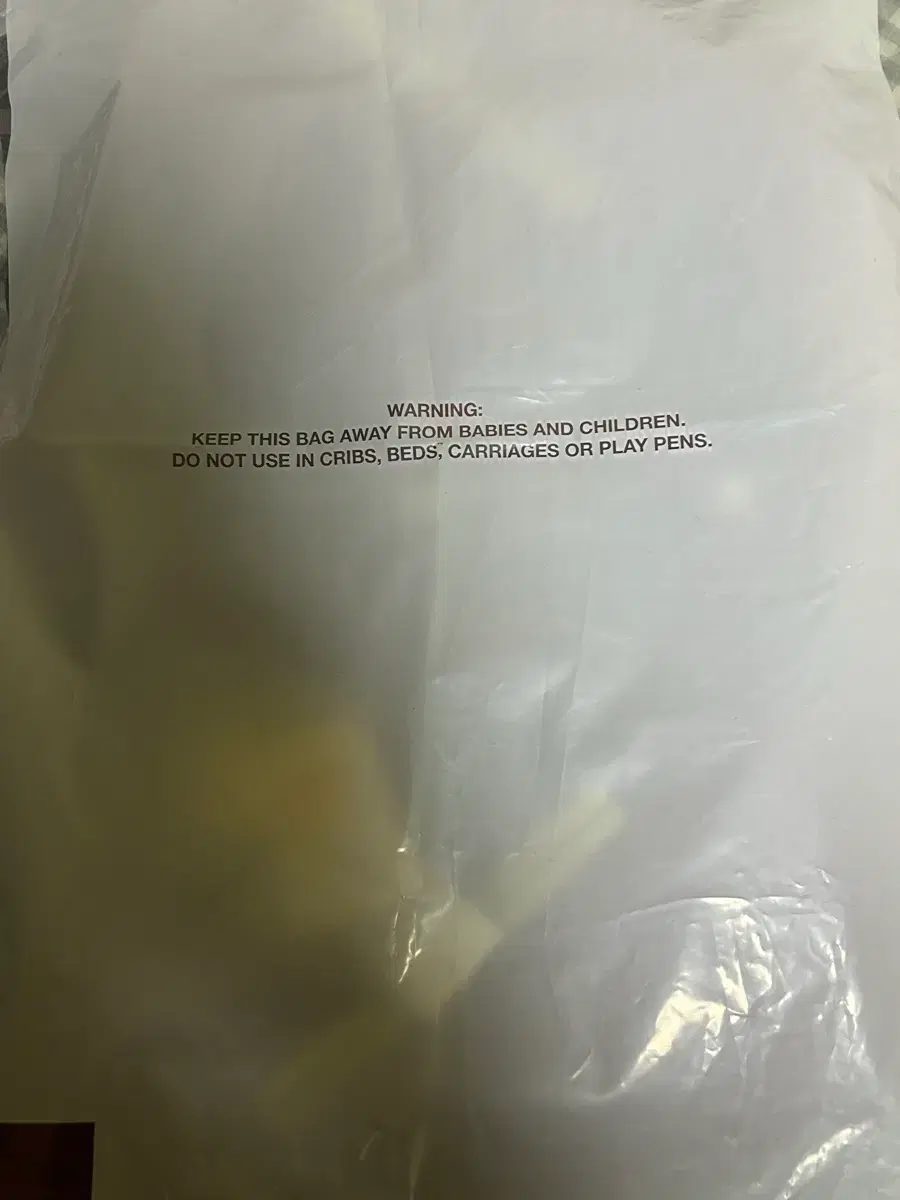 WARNING:
KEEP THIS BAG AWAY FROM BABIES AND CHILDREN.
DO NOT USE IN CRIBS, BEDS, CARRIAGES OR PLAY PENS.